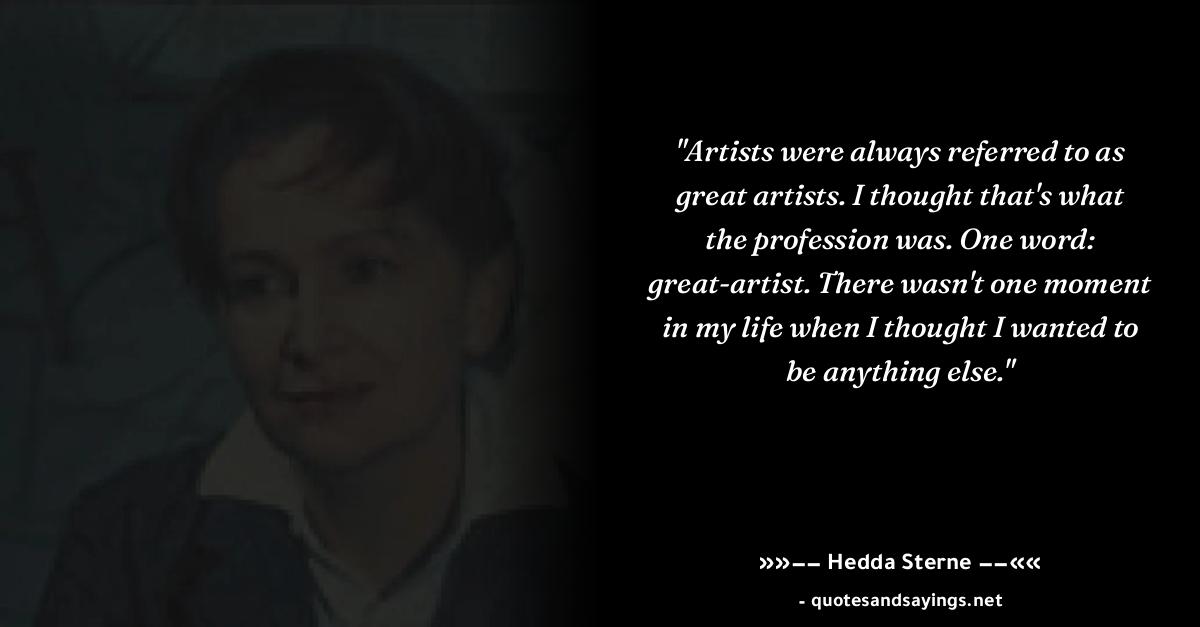 "Artists were always referred to as
great artists. I thought that's what
the profession was. One word:
great-artist. There wasn't one moment
in my life when I thought I wanted to
be anything else."
»»–– Hedda Sterne ––««
- quotesandsayings.net